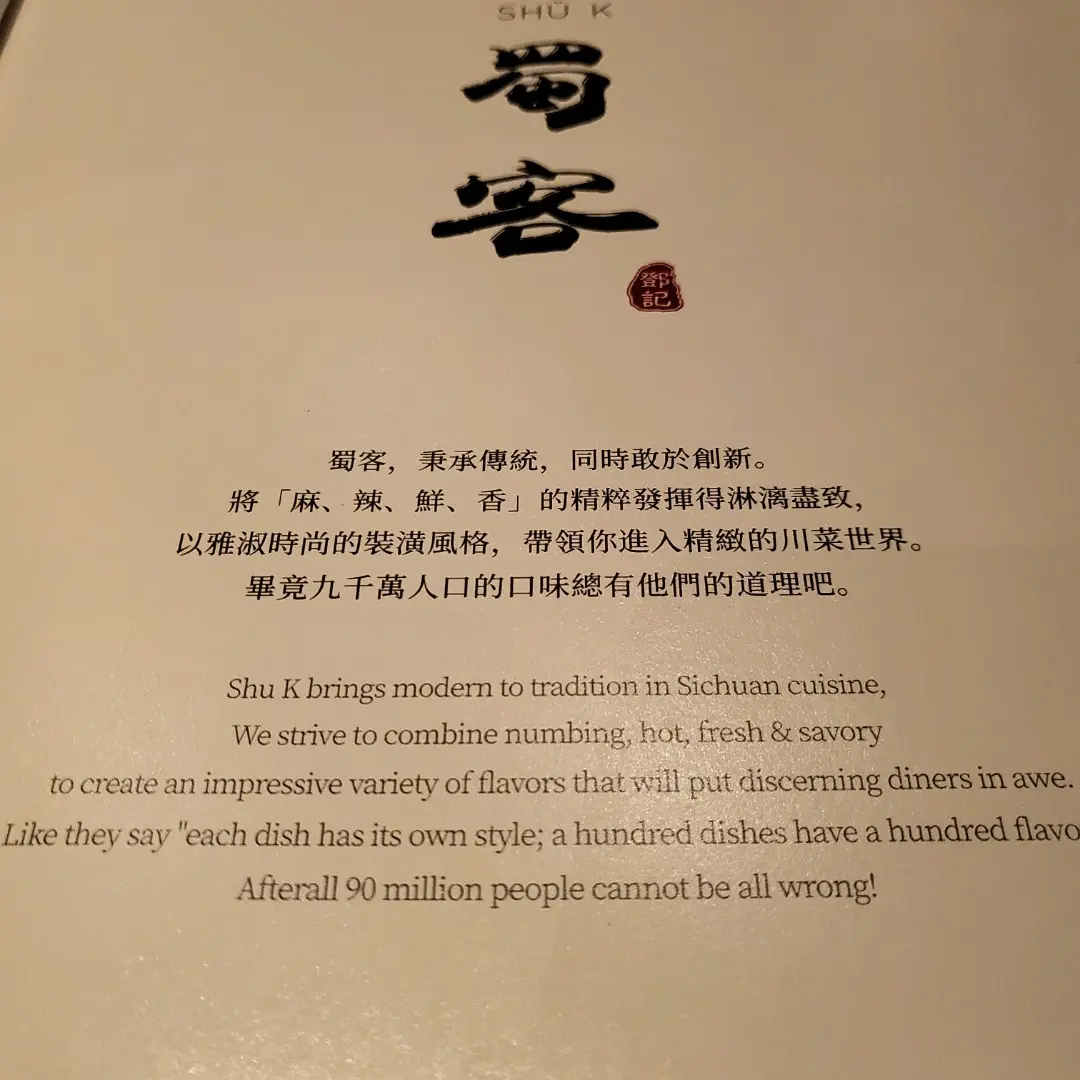 SHŪ K
蜀
客
鄧
記
蜀客，秉承傳統，同時敢於創新。
將「麻、辣、鮮、香」的精粹發揮得淋漓盡致，
以雅淑時尚的裝潢風格，帶領你進入精緻的川菜世界。
畢竟九千萬人口的口味總有他們的道理吧。
Shu K brings modern to tradition in Sichuan cuisine,
We strive to combine numbing, hot, fresh & savory
to create an impressive variety of flavors that will put discerning diners in awe.
Like they say "each dish has its own style; a hundred dishes have a hundred flavo
Afterall 90 million people cannot be all wrong!